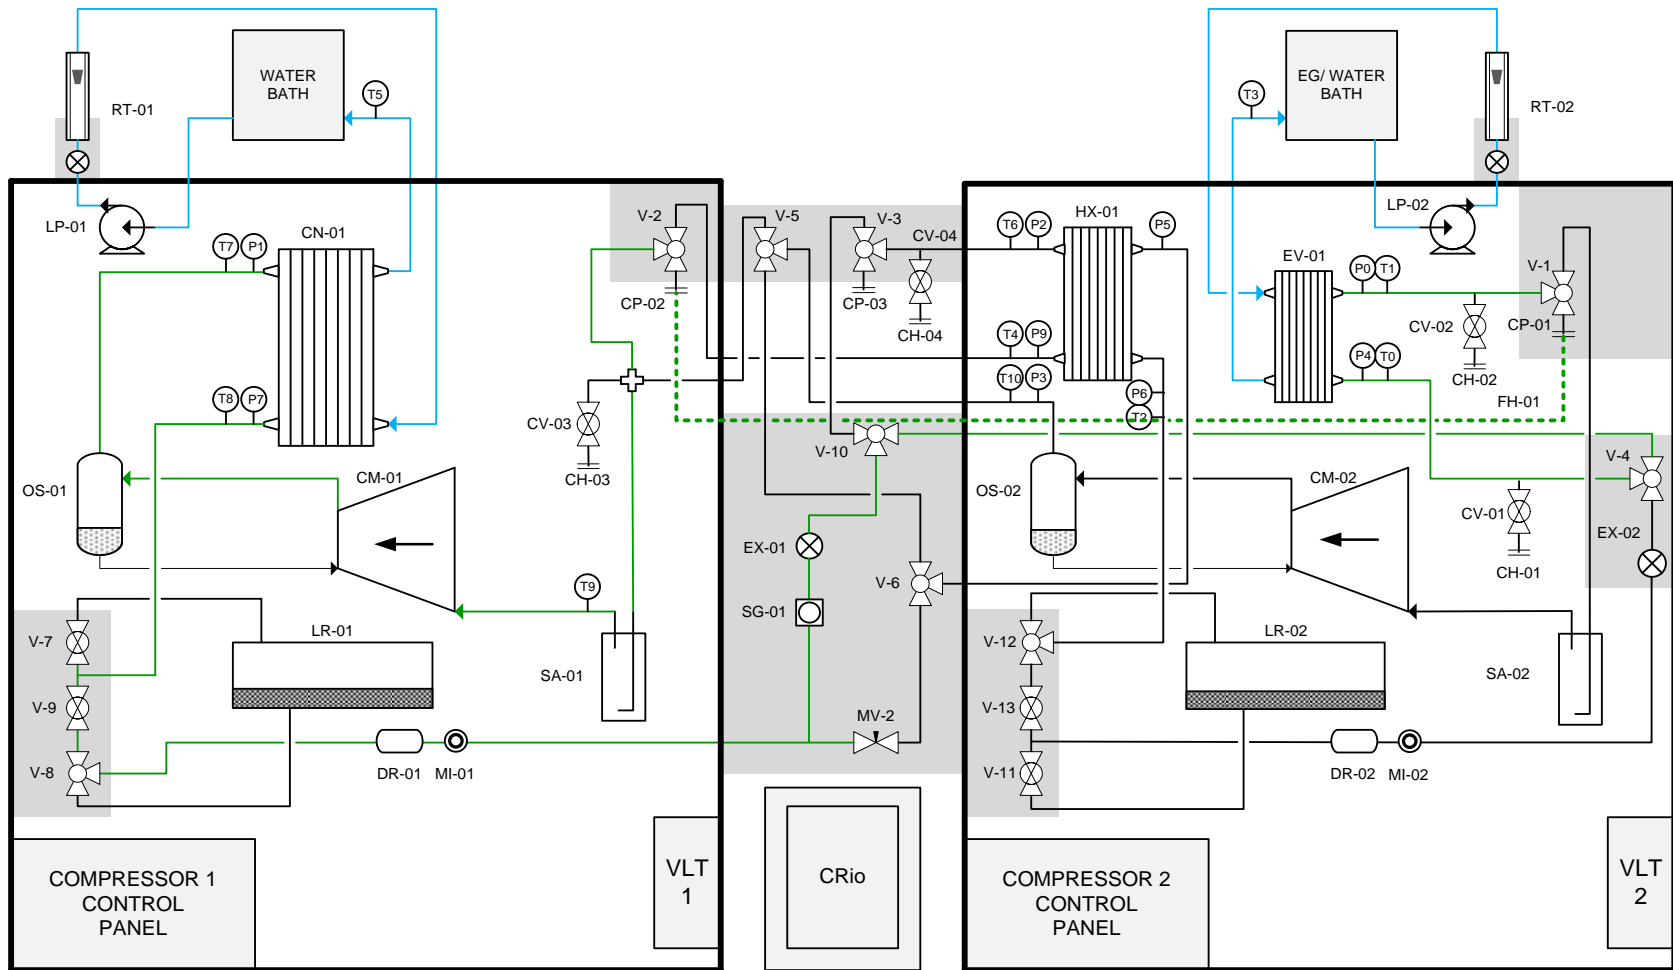 WATER
BATH
T5
RT-01
LP-01
T7
P1
CN-01
T8
P7
OS-01
CM-01
V-7
V-9
V-8
LR-01
DR-01
MI-01
T9
SA-01
CV-03
CH-03
V-2
CP-02
V-5
V-3
CP-03
CV-04
CH-04
V-10
EX-01
SG-01
V-6
MV-2
COMPRESSOR 1
CONTROL
PANEL
VLT
1
CRio
EG/ WATER
BATH
T3
RT-02
LP-02
T6
P2
HX-01
P5
T4
P9
T10
P3
P6
T2
EV-01
P0
T1
P4
T0
CV-02
CH-02
V-1
CP-01
FH-01
V-4
CV-01
CH-01
EX-02
OS-02
CM-02
V-12
V-13
V-11
LR-02
DR-02
MI-02
SA-02
COMPRESSOR 2
CONTROL
PANEL
VLT
2